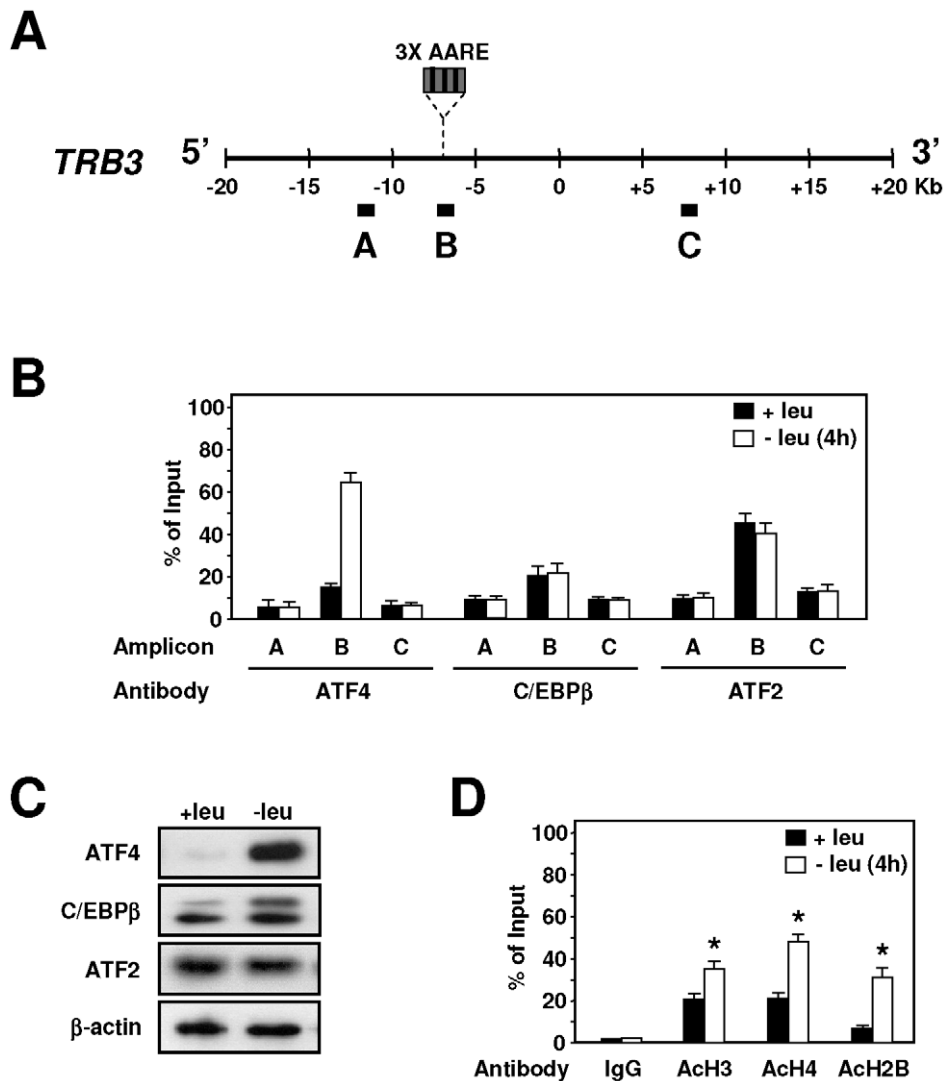 A
3X AARE
TRB3 5’ 3’
-20 -15 -10 -5 0 +5 +10 +15 +20 Kb
A B C
B
100
80
60
40
20
0
% of Input
+ leu
- leu (4h)
Amplicon A B C A B C A B C
Antibody ATF4 C/EBPβ ATF2
C
+leu -leu
ATF4
C/EBPβ
ATF2
β-actin
D
100
80
60
40
20
0
% of Input
+ leu
- leu (4h)
* * *
Antibody IgG AcH3 AcH4 AcH2B